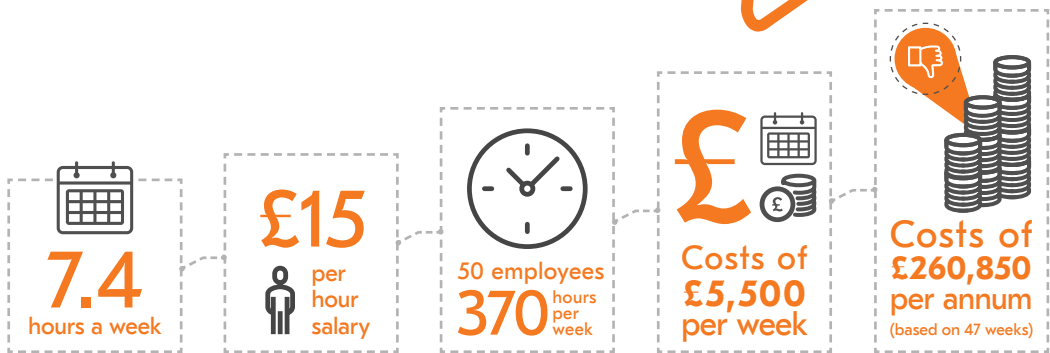 7.4
hours a week
£15
per
hour
salary
50 employees
370 hours
per
week
£
£
Costs of
£5,500
per week
Costs of
£260,850
per annum
(based on 47 weeks)